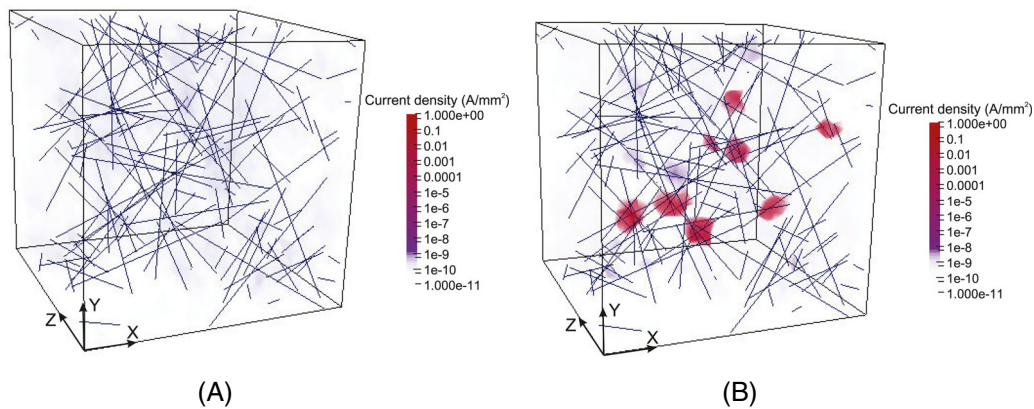 Current density (A/mm²)
1.000e+00
0.1
0.01
0.001
0.0001
1e-5
1e-6
1e-7
1e-8
1e-9
1e-10
1.000e-11
Y
Z
X
(A)
Current density (A/mm²)
1.000e+00
0.1
0.01
0.001
0.0001
1e-5
1e-6
1e-7
1e-8
1e-9
1e-10
1.000e-11
Y
Z
X
(B)